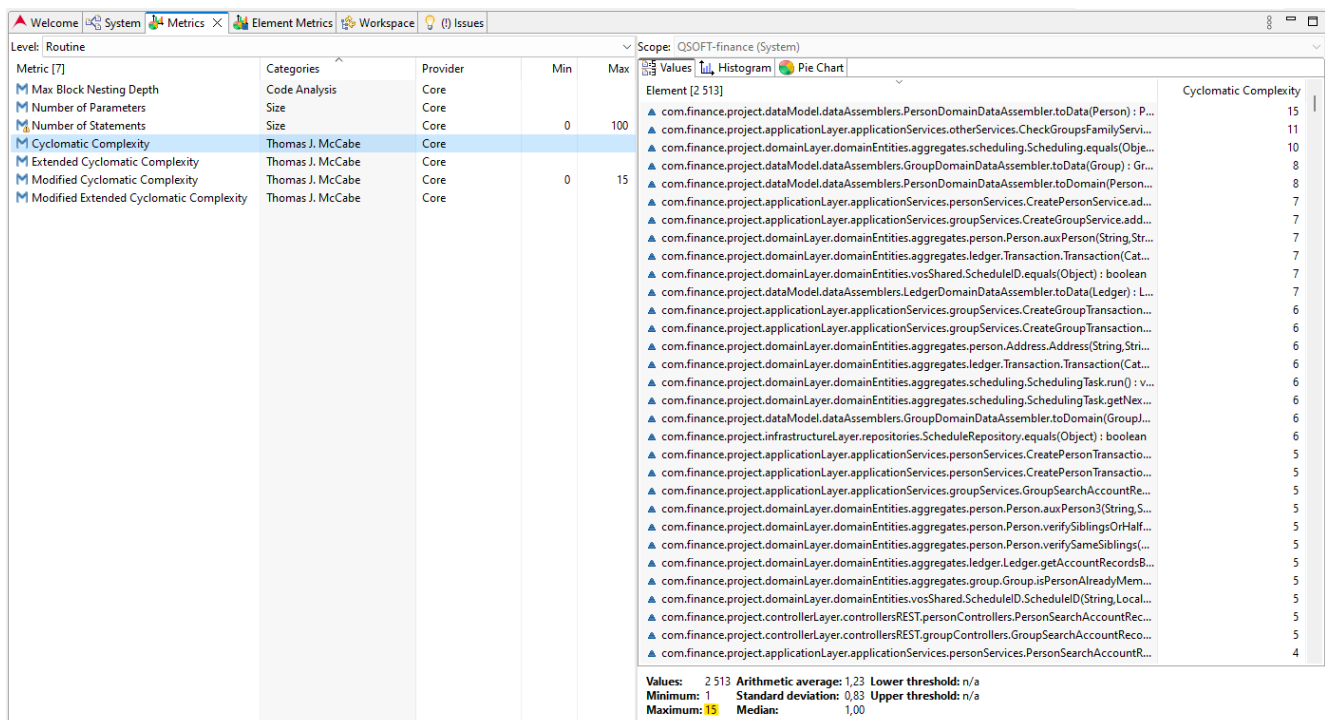 Welcome System Metrics Element Metrics Workspace (!) Issues
Level: Routine
Metric [7] Categories Provider Min Max
Max Block Nesting Depth Code Analysis Core
Number of Parameters Size Core
Number of Statements Size Core 0 100
Cyclomatic Complexity Thomas J. McCabe Core
Extended Cyclomatic Complexity Thomas J. McCabe Core
Modified Cyclomatic Complexity Thomas J. McCabe Core 0 15
Modified Extended Cyclomatic Complexity Thomas J. McCabe Core
Scope: QSOFT-finance (System)
Values Histogram Pie Chart
Element [2 513] Cyclomatic Complexity
com.finance.project.dataModel.dataAssemblers.PersonDomainDataAssembler.toData(Person) : P... 15
com.finance.project.applicationLayer.applicationServices.otherServices.CheckGroupsFamilyServi... 11
com.finance.project.domainLayer.domainEntities.aggregates.scheduling.Scheduling.equals(Obje... 10
com.finance.project.dataModel.dataAssemblers.GroupDomainDataAssembler.toData(Group) : Gr... 8
com.finance.project.dataModel.dataAssemblers.PersonDomainDataAssembler.toDomain(Person... 8
com.finance.project.applicationLayer.applicationServices.personServices.CreatePersonService.ad... 7
com.finance.project.applicationLayer.applicationServices.groupServices.CreateGroupService.add... 7
com.finance.project.domainLayer.domainEntities.aggregates.person.Person.auxPerson(String,Str... 7
com.finance.project.domainLayer.domainEntities.aggregates.ledger.Transaction.Transaction(Cat... 7
com.finance.project.domainLayer.domainEntities.vosShared.ScheduleID.equals(Object) : boolean 7
com.finance.project.dataModel.dataAssemblers.LedgerDomainDataAssembler.toData(Ledger) : L... 7
com.finance.project.applicationLayer.applicationServices.groupServices.CreateGroupTransaction... 6
com.finance.project.applicationLayer.applicationServices.groupServices.CreateGroupTransaction... 6
com.finance.project.domainLayer.domainEntities.aggregates.person.Address.Address(String,Stri... 6
com.finance.project.domainLayer.domainEntities.aggregates.ledger.Transaction.Transaction(Cat... 6
com.finance.project.domainLayer.domainEntities.aggregates.scheduling.SchedulingTask.run() : v... 6
com.finance.project.domainLayer.domainEntities.aggregates.scheduling.SchedulingTask.getNex... 6
com.finance.project.dataModel.dataAssemblers.GroupDomainDataAssembler.toDomain(GroupJ... 6
com.finance.project.infrastructureLayer.repositories.ScheduleRepository.equals(Object) : boolean 6
com.finance.project.applicationLayer.applicationServices.personServices.CreatePersonTransactio... 5
com.finance.project.applicationLayer.applicationServices.personServices.CreatePersonTransactio... 5
com.finance.project.applicationLayer.applicationServices.groupServices.GroupSearchAccountRe... 5
com.finance.project.domainLayer.domainEntities.aggregates.person.Person.auxPerson3(String,S... 5
com.finance.project.domainLayer.domainEntities.aggregates.person.Person.verifySiblingsOrHalf... 5
com.finance.project.domainLayer.domainEntities.aggregates.person.Person.verifySameSiblings(... 5
com.finance.project.domainLayer.domainEntities.aggregates.ledger.Ledger.getAccountRecordsB... 5
com.finance.project.domainLayer.domainEntities.aggregates.group.Group.isPersonAlreadyMem... 5
com.finance.project.domainLayer.domainEntities.vosShared.ScheduleID.ScheduleID(String,Local... 5
com.finance.project.controllerLayer.controllersREST.personControllers.PersonSearchAccountRec... 5
com.finance.project.controllerLayer.controllersREST.groupControllers.GroupSearchAccountReco... 5
com.finance.project.applicationLayer.applicationServices.personServices.PersonSearchAccountR... 4
Values: 2 513 Arithmetic average: 1,23 Lower threshold: n/a
Minimum: 1 Standard deviation: 0,83 Upper threshold: n/a
Maximum: 15 Median: 1,00